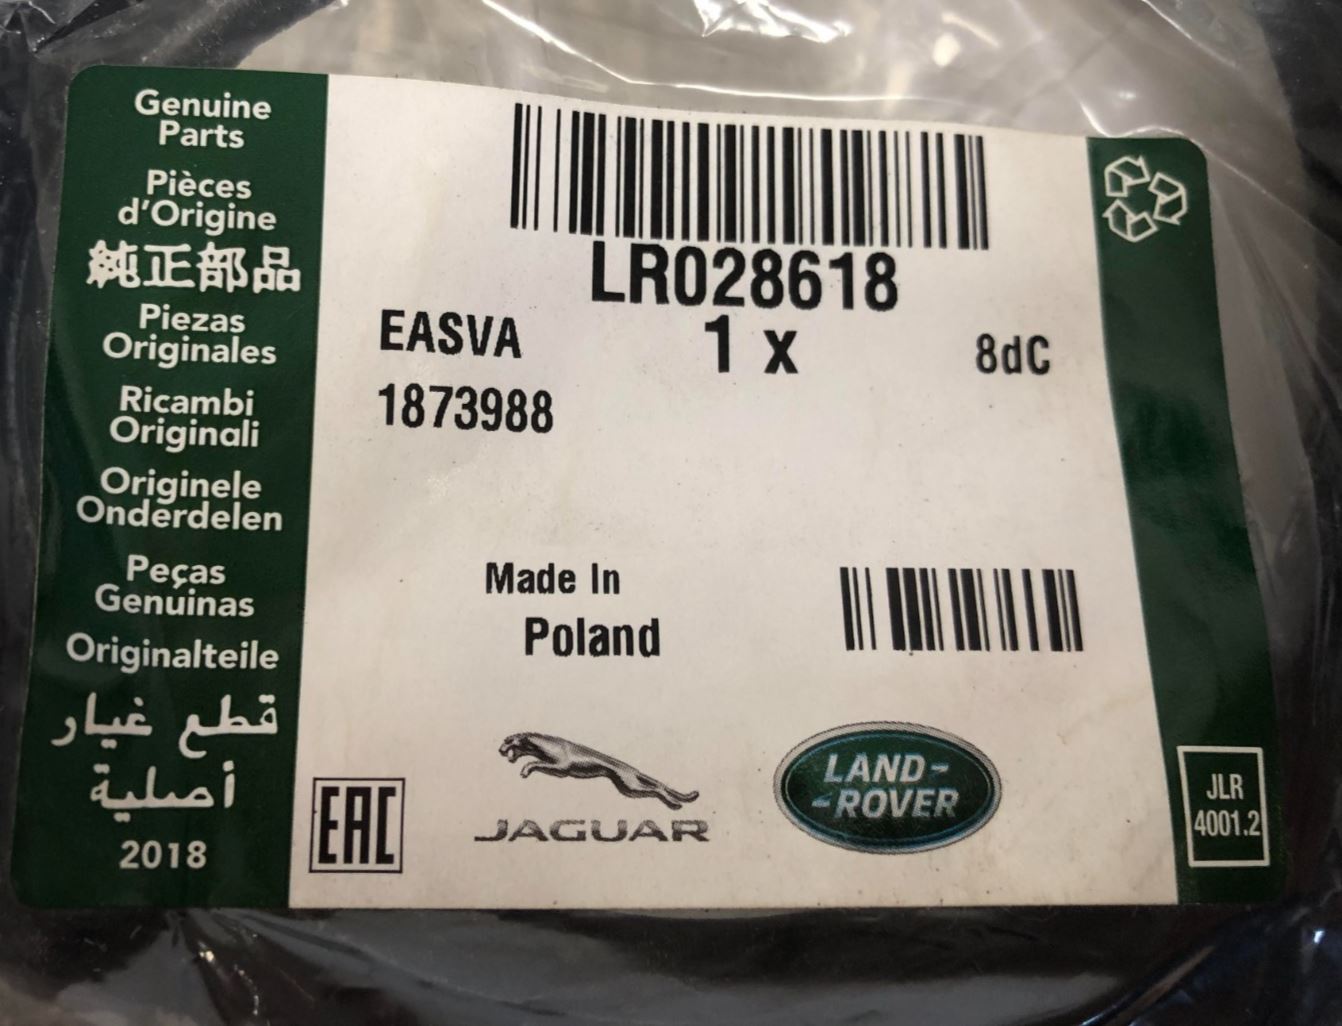 Genuine
Parts
Pièces
d'Origine
純正部品
Piezas
Originales
Ricambi
Originali
Originele
Onderdelen
Peças
Genuinas
Originalteile
قطع غيار
أصلية
2018
LR028618
EASVA 1 x 8dC
1873988
Made In
Poland
EAC
JAGUAR
LAND-
-ROVER
JLR
4001.2